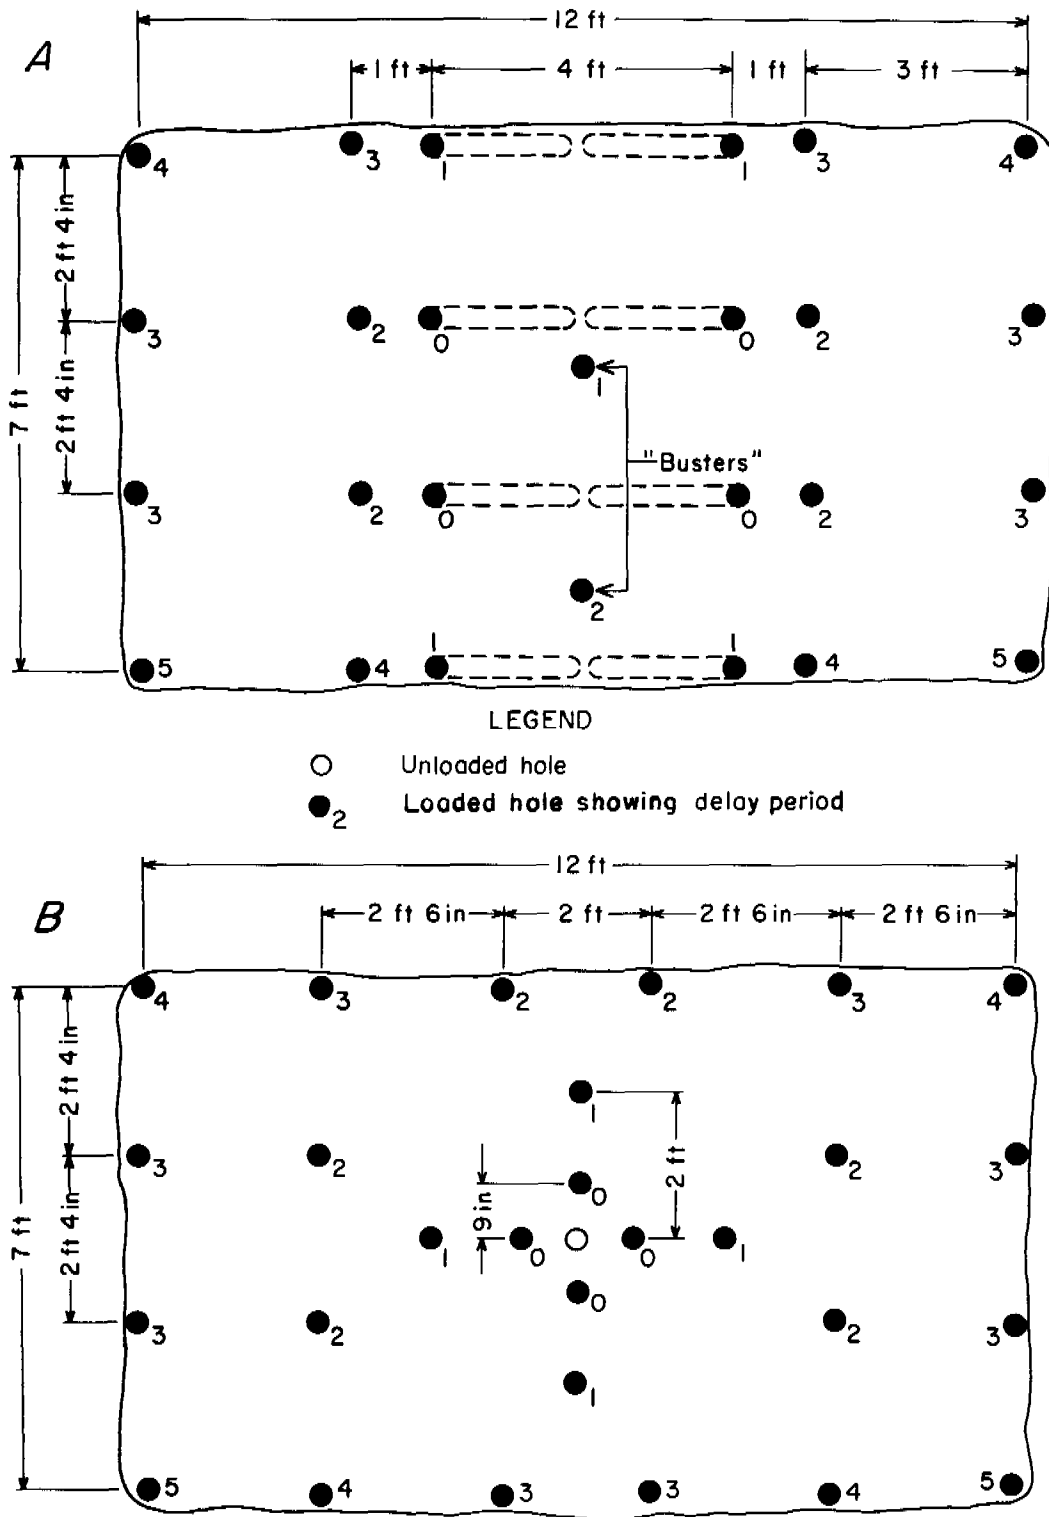 A
12 ft
1 ft 4 ft 1 ft 3 ft
4 3 1 1 3 4
2 ft 4 in
3 2 0 0 2 3
1
7 ft
2 ft 4 in
"Busters"
3 2 0 0 2 3
2
1 1
5 4 4 5
LEGEND
Unloaded hole
2 Loaded hole showing delay period
B
12 ft
2 ft 6 in 2 ft 2 ft 6 in 2 ft 6 in
4 3 2 2 3 4
2 ft 4 in
1
3 2 2 3
2 ft
0
9 in
7 ft
2 ft 4 in
1 0 0 1
0
3 2 2 3
1
5 4 3 3 4 5